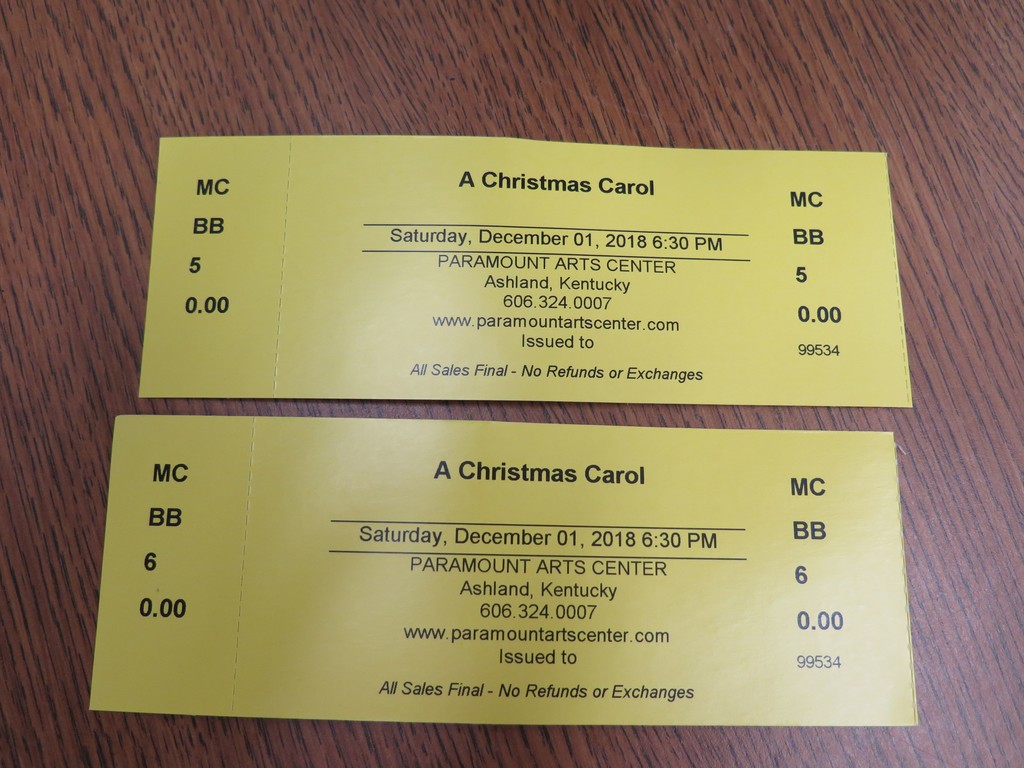 MC
BB
5
0.00
A Christmas Carol
Saturday, December 01, 2018 6:30 PM
PARAMOUNT ARTS CENTER
Ashland, Kentucky
606.324.0007
www.paramountartscenter.com
Issued to
All Sales Final - No Refunds or Exchanges
MC
BB
5
0.00
99534
MC
BB
6
0.00
A Christmas Carol
Saturday, December 01, 2018 6:30 PM
PARAMOUNT ARTS CENTER
Ashland, Kentucky
606.324.0007
www.paramountartscenter.com
Issued to
All Sales Final - No Refunds or Exchanges
MC
BB
6
0.00
99534